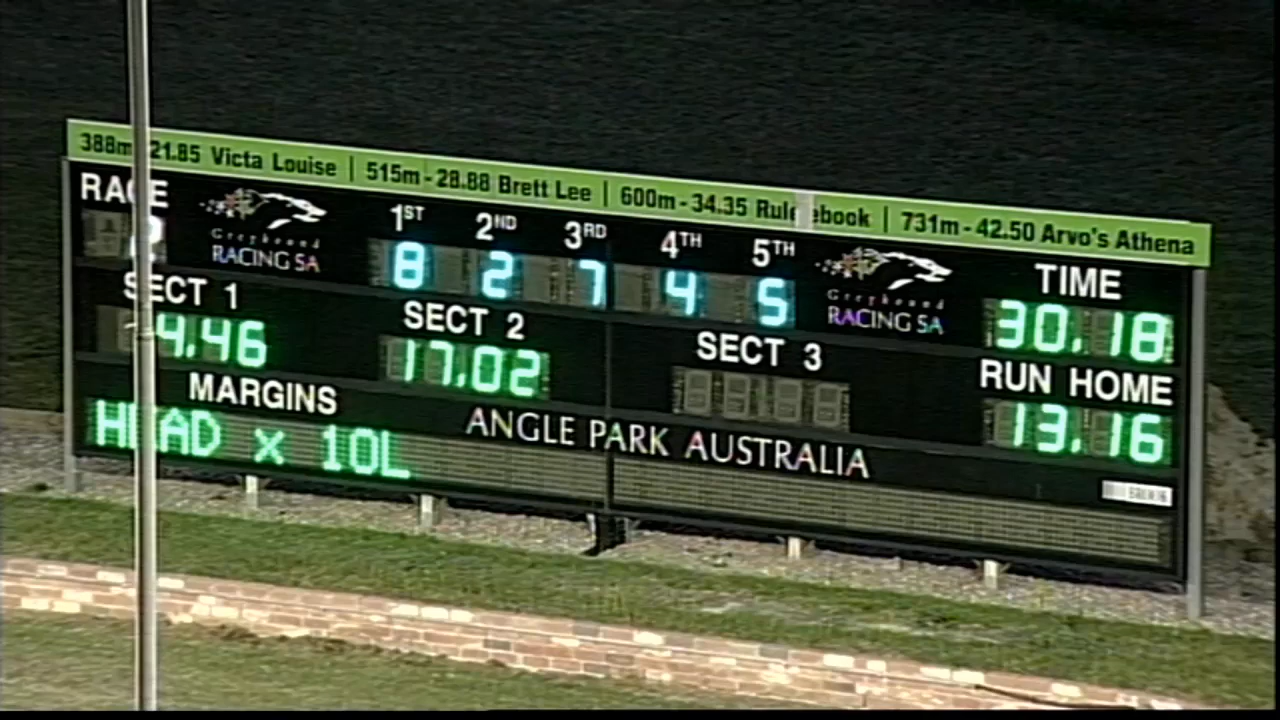 388m 21.85 Victa Louise | 515m - 28.88 Brett Lee | 600m - 34.35 Rulebook | 731m - 42.50 Arvo's Athena
RACE
Greyhound
RACING SA
1ST 2ND 3RD 4TH 5TH
8 2 7 4 5
Greyhound
RACING SA
TIME
30.18
SECT 1
4.46
SECT 2
17.02
SECT 3
RUN HOME
13.16
MARGINS
HEAD x 10L
ANGLE PARK AUSTRALIA